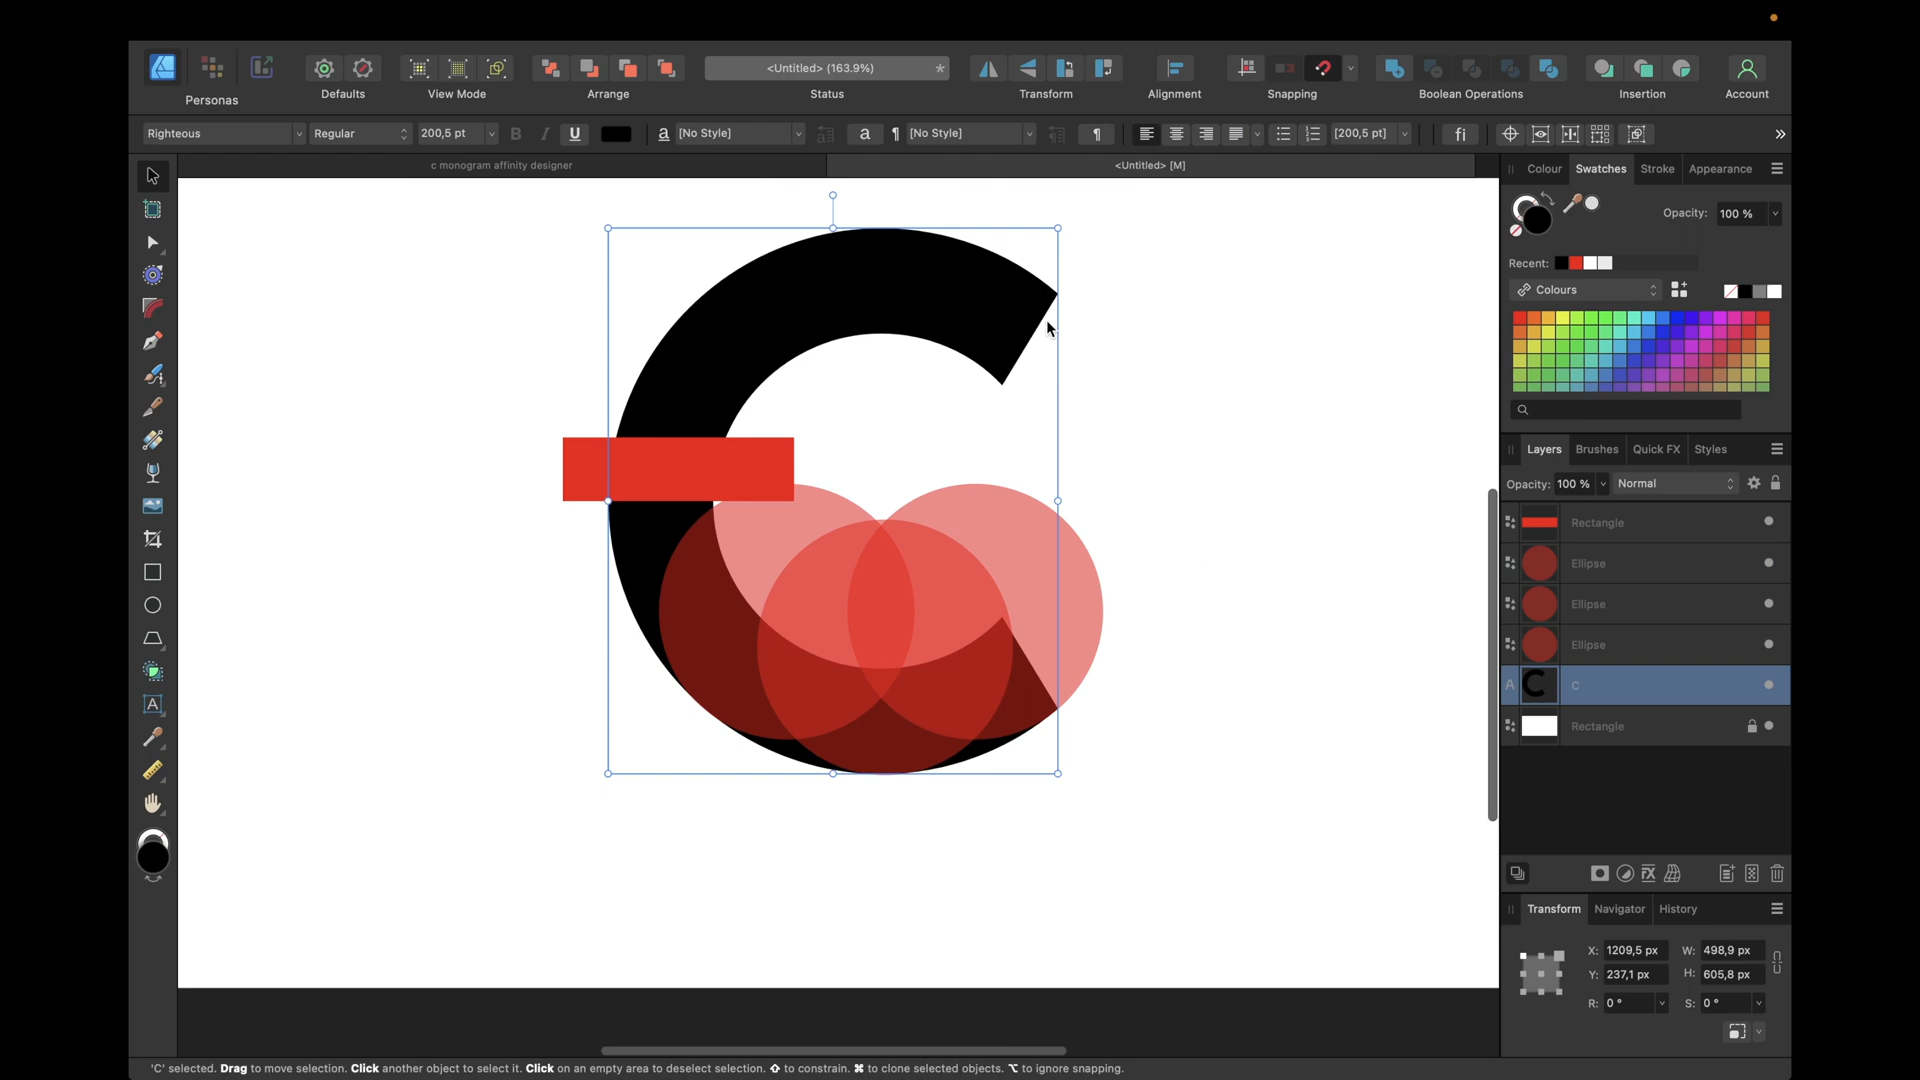 <Untitled> (163.9%)
*
Personas
Defaults
View Mode
Arrange
Status
Transform
Alignment
Snapping
Boolean Operations
Insertion
Account
Righteous
Regular
200,5 pt
B
I
U
a
[No Style]
a
¶
[No Style]
¶
[200,5 pt]
fi
c monogram affinity designer
<Untitled> [M]
Colour
Swatches
Stroke
Appearance
Opacity:
100 %
Recent:
Colours
C
Layers
Brushes
Quick FX
Styles
Opacity:
100 %
Normal
Rectangle
Ellipse
Ellipse
Ellipse
A
C
C
Rectangle
A
FX
Transform
Navigator
History
X:
1209,5 px
W:
498,9 px
Y:
237,1 px
H:
605,8 px
R:
0 °
S:
0 °
'C' selected. Drag to move selection. Click another object to select it. Click on an empty area to deselect selection. ⇧ to constrain. ⌘ to clone selected objects. ⌥ to ignore snapping.